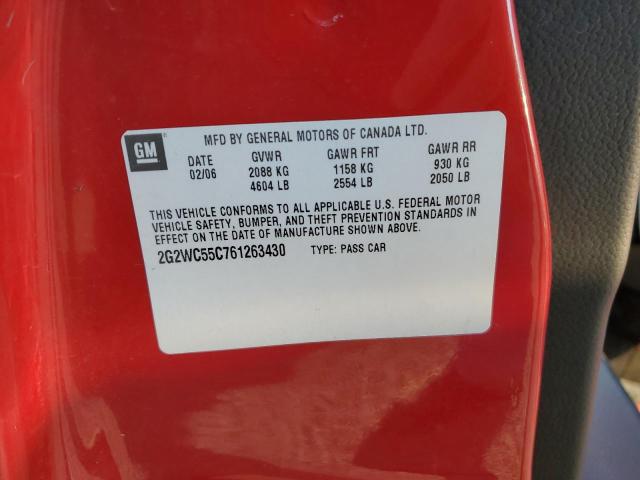 GM
MFD BY GENERAL MOTORS OF CANADA LTD.
DATE GVWR GAWR FRT GAWR RR
02/06 2088 KG 1158 KG 930 KG
4604 LB 2554 LB 2050 LB
THIS VEHICLE CONFORMS TO ALL APPLICABLE U.S. FEDERAL MOTOR
VEHICLE SAFETY, BUMPER, AND THEFT PREVENTION STANDARDS IN
EFFECT ON THE DATE OF MANUFACTURE SHOWN ABOVE.
2G2WC55C761263430 TYPE: PASS CAR